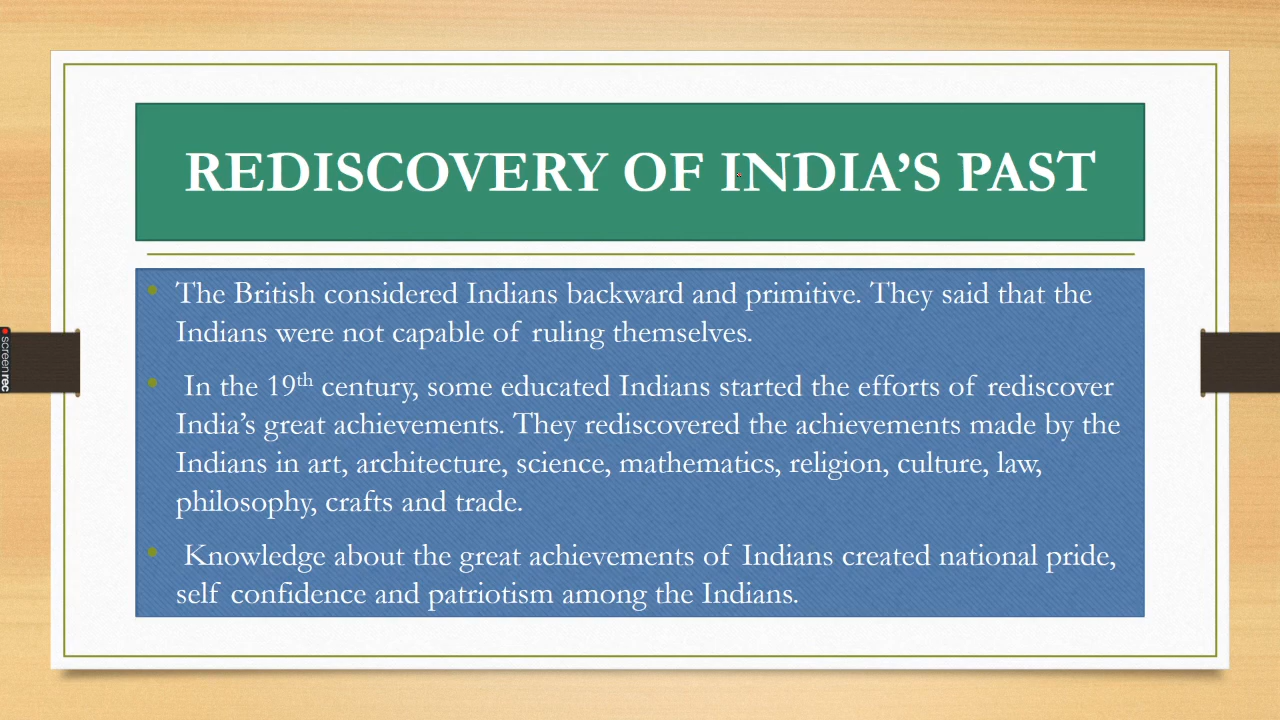 REDISCOVERY OF INDIA’S PAST
• The British considered Indians backward and primitive. They said that the
Indians were not capable of ruling themselves.
• In the 19th century, some educated Indians started the efforts of rediscover
India’s great achievements. They rediscovered the achievements made by the
Indians in art, architecture, science, mathematics, religion, culture, law,
philosophy, crafts and trade.
• Knowledge about the great achievements of Indians created national pride,
self confidence and patriotism among the Indians.
screenrec